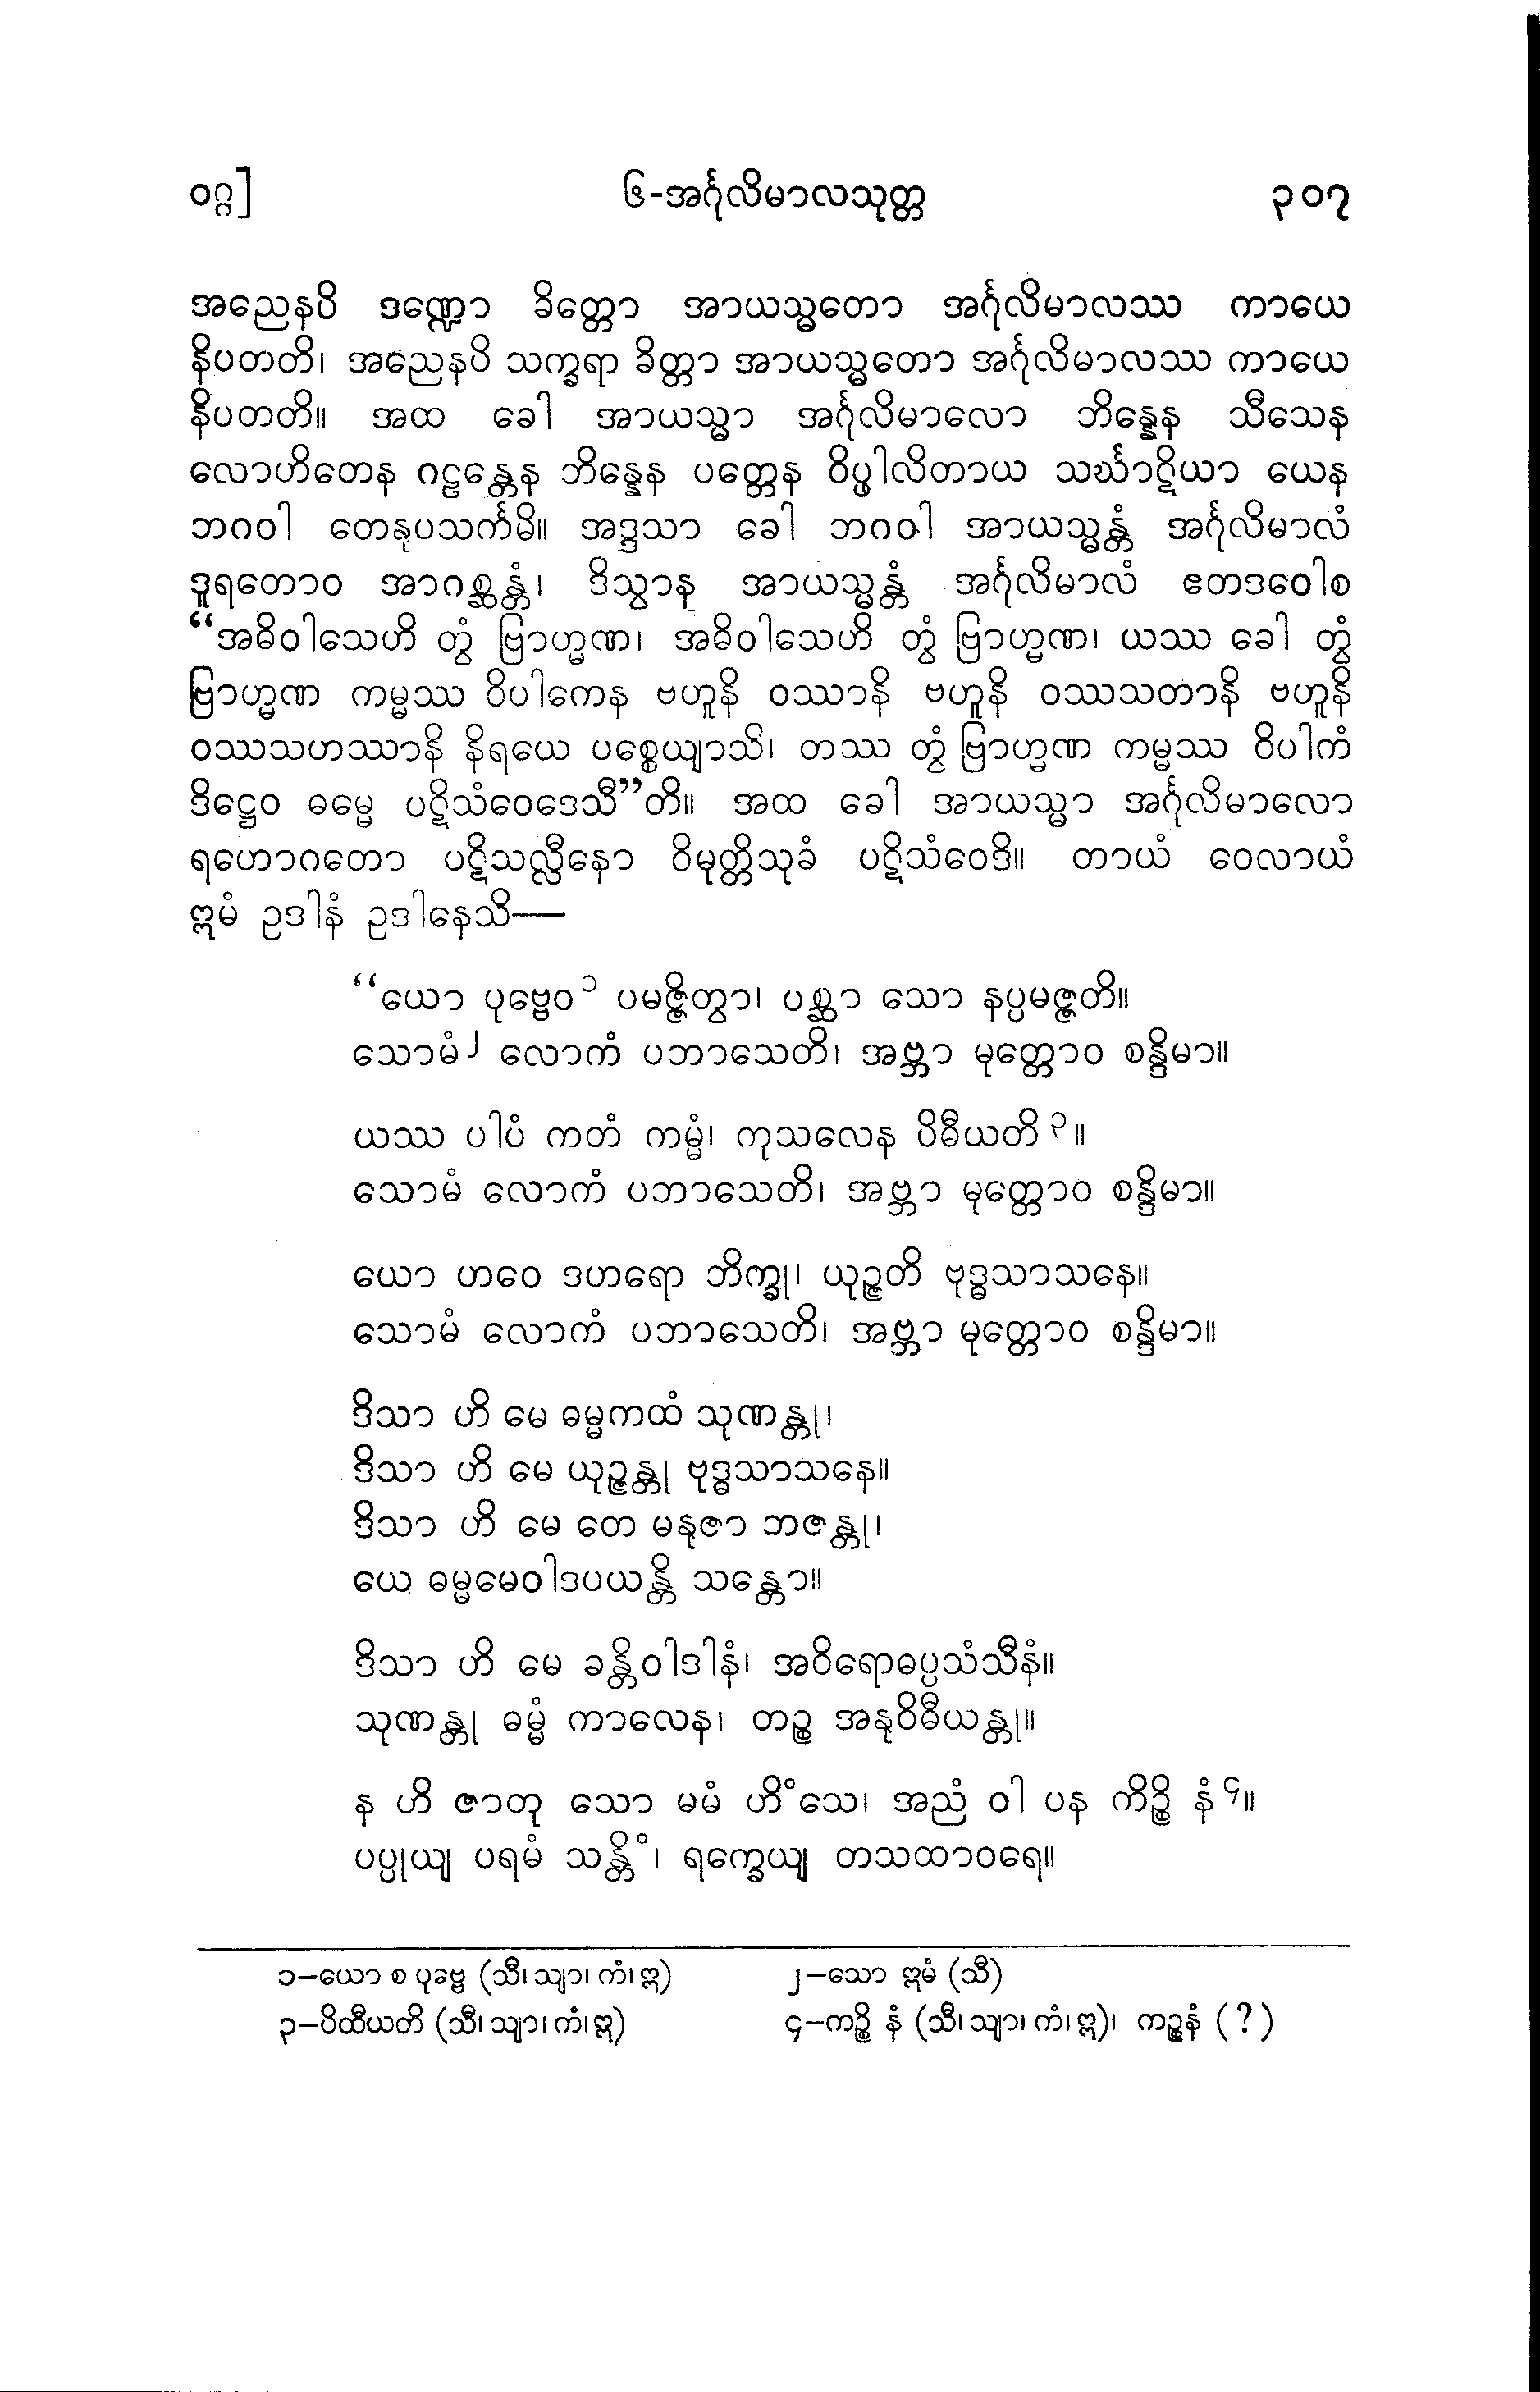 ဝဂ္ဂ] ၆-အင်္ဂုလိမာလသုတ္တ ၃၀၇
အညေနပိ ဒဏ္ဍော ခိတ္တော အာယသ္မတော အင်္ဂုလိမာလဿ ကာယေ
နိပတတိ၊ အညေနပိ သက္ခရာ ခိတ္တာ အာယသ္မတော အင်္ဂုလိမာလဿ ကာယေ
နိပတတိ။ အထ ခေါ အာယသ္မာ အင်္ဂုလိမာလော ဘိန္နေန သီသေန
လောဟိတေန ဂဠန္တေန ဘိန္နေန ပတ္တေန ဝိပ္ဖါလိတာယ သင်္ဃာဋိယာ ယေန
ဘဂဝါ တေနုပသင်္ကမိ။ အဒ္ဒသာ ခေါ ဘဂဝါ အာယသ္မန္တံ အင်္ဂုလိမာလံ
ဒူရတောဝ အာဂစ္ဆန္တံ၊ ဒိသွာန အာယသ္မန္တံ အင်္ဂုလိမာလံ ဧတဒဝေါစ
“အဓိဝါသေဟိ တွံ ဗြာဟ္မဏ၊ အဓိဝါသေဟိ တွံ ဗြာဟ္မဏ၊ ယဿ ခေါ တွံ
ဗြာဟ္မဏ ကမ္မဿ ဝိပါကေန ဗဟူနိ ဝဿာနိ ဗဟူနိ ဝဿသတာနိ ဗဟူနိ
ဝဿသဟဿာနိ နိရယေ ပစ္စေယျာသိ၊ တဿ တွံ ဗြာဟ္မဏ ကမ္မဿ ဝိပါကံ
ဒိဋ္ဌေဝ ဓမ္မေ ပဋိသံဝေဒေသီ”တိ။ အထ ခေါ အာယသ္မာ အင်္ဂုလိမာလော
ရဟောဂတော ပဋိသလ္လီနော ဝိမုတ္တိသုခံ ပဋိသံဝေဒိ။ တာယံ ဝေလာယံ
ဣမံ ဥဒါနံ ဥဒါနေသိ—
“ယော ပုဗ္ဗေဝ၁ ပမဇ္ဇိတွာ၊ ပစ္ဆာ သော နပ္ပမဇ္ဇတိ။
သောမံ၂ လောကံ ပဘာသေတိ၊ အဗ္ဘာ မုတ္တောဝ စန္ဒိမာ။
ယဿ ပါပံ ကတံ ကမ္မံ၊ ကုသလေန ပိဓီယတိ၃။
သောမံ လောကံ ပဘာသေတိ၊ အဗ္ဘာ မုတ္တောဝ စန္ဒိမာ။
ယော ဟဝေ ဒဟရော ဘိက္ခု၊ ယုဉ္ဇတိ ဗုဒ္ဓသာသနေ။
သောမံ လောကံ ပဘာသေတိ၊ အဗ္ဘာ မုတ္တောဝ စန္ဒိမာ။
ဒိသာ ဟိ မေ ဓမ္မကထံ သုဏန္တု၊
ဒိသာ ဟိ မေ ယုဉ္ဇန္တု ဗုဒ္ဓသာသနေ။
ဒိသာ ဟိ မေ တေ မနုဇာ ဘဇန္တု၊
ယေ ဓမ္မမေဝါဒပယန္တိ သန္တော။
ဒိသာ ဟိ မေ ခန္တိဝါဒါနံ၊ အဝိရောဓပ္ပသံသီနံ။
သုဏန္တု ဓမ္မံ ကာလေန၊ တဉ္စ အနုဝိဓီယန္တု။
န ဟိ ဇာတု သော မမံ ဟိံသေ၊ အညံ ဝါ ပန ကိဉ္စိ နံ၄။
ပပ္ပုယျ ပရမံ သန္တိံ၊ ရက္ခေယျ တသထာဝရေ။
၁–ယော စ ပုဗ္ဗေ (သီ၊ သျာ၊ ကံ၊ ဣ) ၂–သော ဣမံ (သီ)
၃–ပိထီယတိ (သီ၊ သျာ၊ ကံ၊ ဣ) ၄–ကဉ္စိ နံ (သီ၊ သျာ၊ ကံ၊ ဣ)၊ ကဉ္စနံ (?)